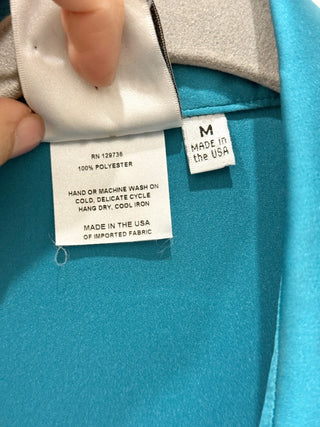 RN 129736
100% POLYESTER
HAND OR MACHINE WASH ON
COLD, DELICATE CYCLE
HANG DRY, COOL IRON
MADE IN THE USA
OF IMPORTED FABRIC
M
MADE in
the USA